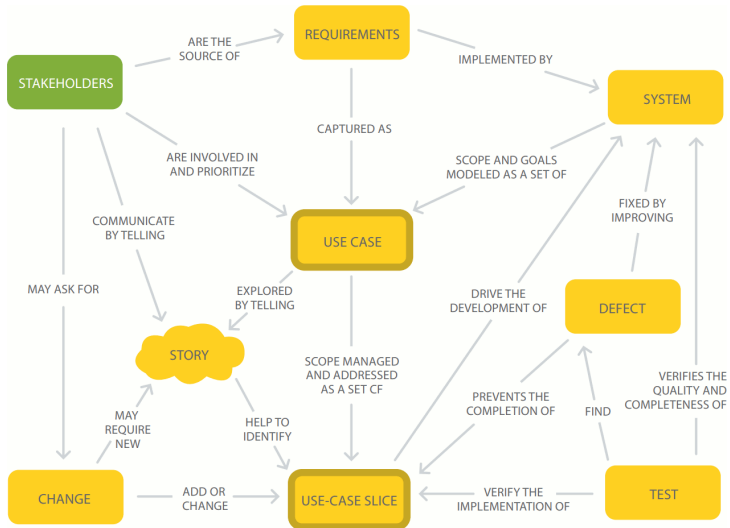 REQUIREMENTS
ARE THE
SOURCE OF
IMPLEMENTED BY
STAKEHOLDERS
SYSTEM
CAPTURED AS
ARE INVOLVED IN
AND PRIORITIZE
SCOPE AND GOALS
MODELED AS A SET OF
COMMUNICATE
BY TELLING
FIXED BY
IMPROVING
USE CASE
MAY ASK FOR
EXPLORED
BY TELLING
DRIVE THE
DEVELOPMENT OF
DEFECT
STORY
SCOPE MANAGED
AND ADDRESSED
AS A SET CF
VERIFIES THE
QUALITY AND
COMPLETENESS OF
PREVENTS THE
COMPLETION OF
FIND
MAY
REQUIRE
NEW
HELP TO
IDENTIFY
CHANGE
ADD OR
CHANGE
USE-CASE SLICE
VERIFY THE
IMPLEMENTATION OF
TEST